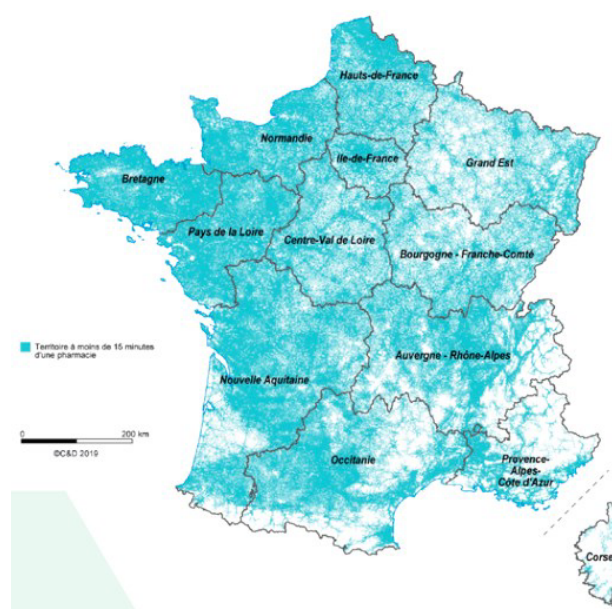 Hauts-de-France
Normandie
Ile-de-France
Grand Est
Bretagne
Pays de la Loire
Centre-Val de Loire
Bourgogne - Franche-Comté
Territoire à moins de 15 minutes
d'une pharmacie
Auvergne - Rhône-Alpes
Nouvelle Aquitaine
0
200 km
©C&D 2019
Occitanie
Provence-
Alpes-
Côte d'Azur
Corse